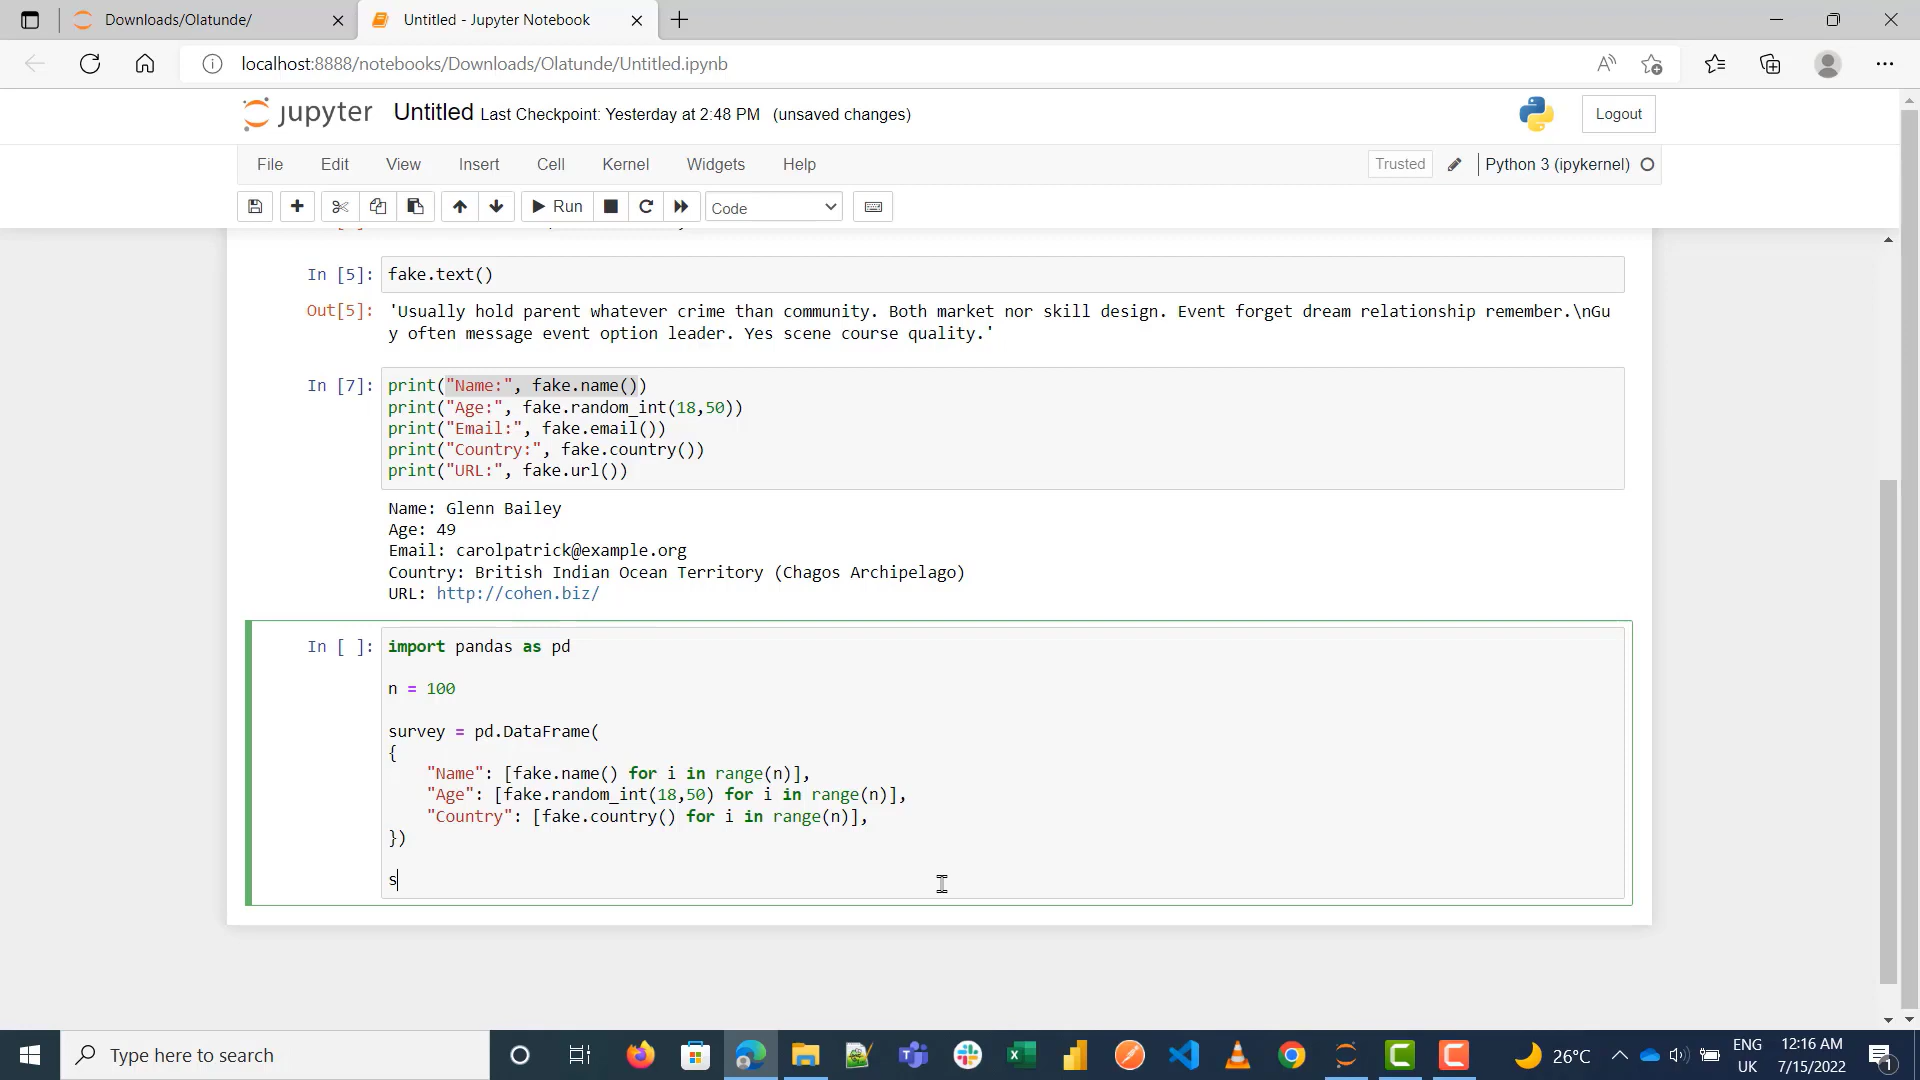 Downloads/Olatunde/
Untitled - Jupyter Notebook
localhost:8888/notebooks/Downloads/Olatunde/Untitled.ipynb
jupyter Untitled Last Checkpoint: Yesterday at 2:48 PM (unsaved changes)
Logout
File Edit View Insert Cell Kernel Widgets Help
Trusted
Python 3 (ipykernel)
Run
Code
In [5]: fake.text()
Out[5]: 'Usually hold parent whatever crime than community. Both market nor skill design. Event forget dream relationship remember.\nGu
y often message event option leader. Yes scene course quality.'
In [7]: print("Name:", fake.name())
print("Age:", fake.random_int(18,50))
print("Email:", fake.email())
print("Country:", fake.country())
print("URL:", fake.url())
Name: Glenn Bailey
Age: 49
Email: carolpatrick@example.org
Country: British Indian Ocean Territory (Chagos Archipelago)
URL: http://cohen.biz/
In [ ]: import pandas as pd
n = 100
survey = pd.DataFrame(
{
"Name": [fake.name() for i in range(n)],
"Age": [fake.random_int(18,50) for i in range(n)],
"Country": [fake.country() for i in range(n)],
})
s
Type here to search
26°C
ENG
UK
12:16 AM
7/15/2022
1